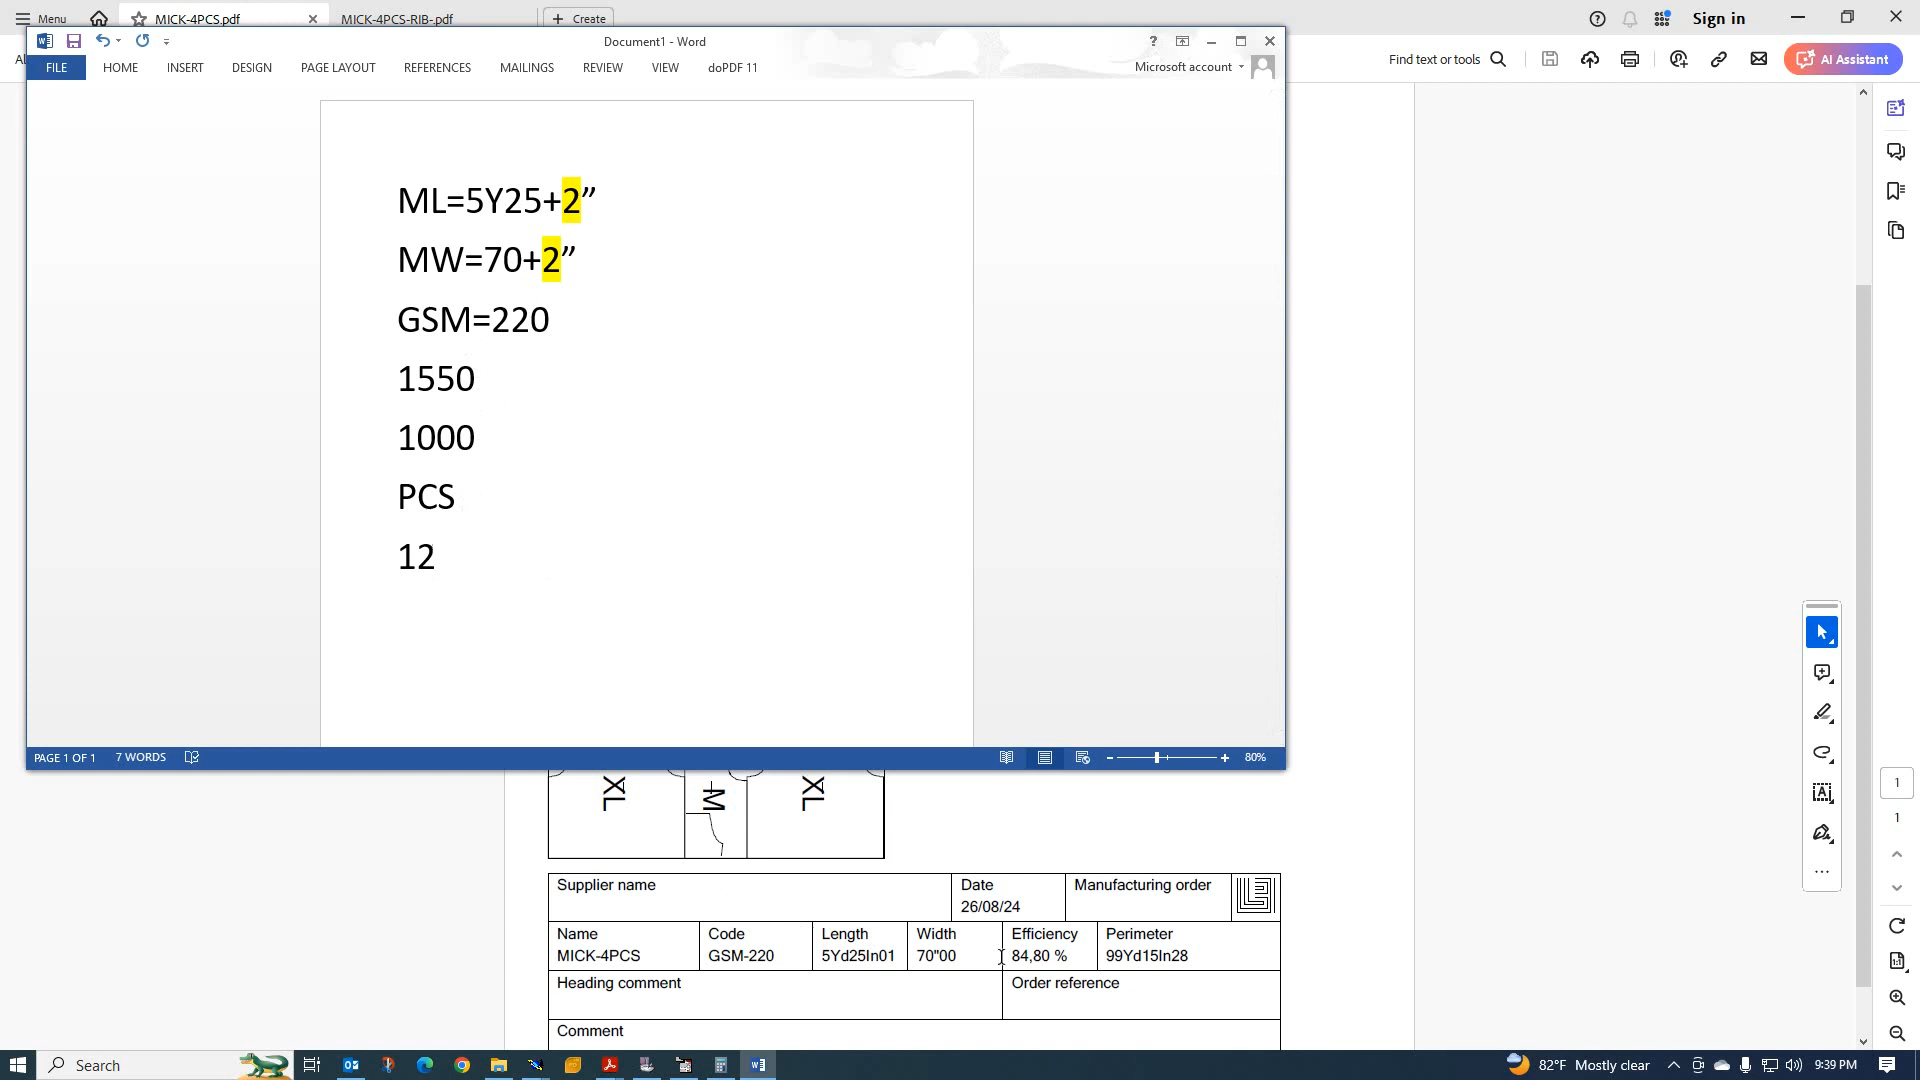 Menu
MICK-4PCS.pdf
MICK-4PCS-RIB-.pdf
Create
Sign in
Document1 - Word
FILE HOME INSERT DESIGN PAGE LAYOUT REFERENCES MAILINGS REVIEW VIEW doPDF 11
Microsoft account
Find text or tools
AI Assistant
ML=5Y25+2”
MW=70+2”
GSM=220
1550
1000
PCS
12
PAGE 1 OF 1 7 WORDS
80%
XL M XL
Supplier name
Date
26/08/24
Manufacturing order
Name
MICK-4PCS
Code
GSM-220
Length
5Yd25In01
Width
70"00
Efficiency
84,80 %
Perimeter
99Yd15In28
Heading comment
Order reference
Comment
1
1
Search
82°F Mostly clear
9:39 PM